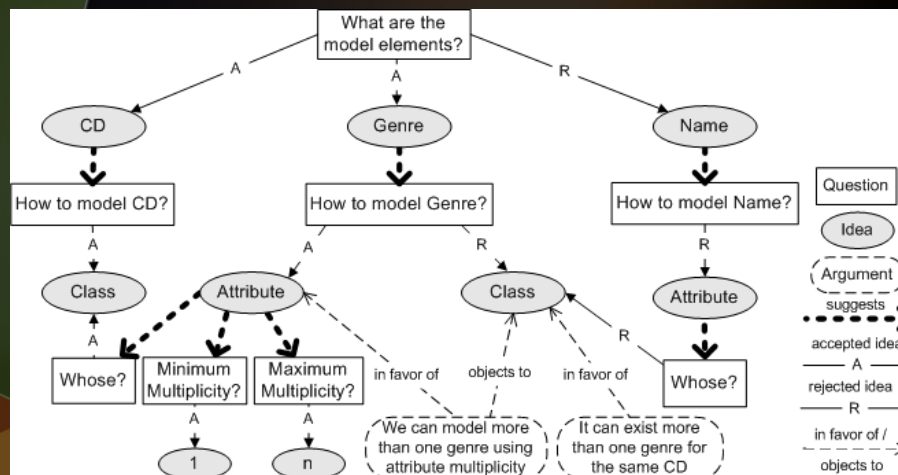 What are the
model elements?
A
A
R
CD
Genre
Name
How to model CD?
How to model Genre?
How to model Name?
Question
Idea
Argument
suggests
accepted idea
A
rejected idea
R
in favor of /
objects to
A
A
R
R
Class
Attribute
Class
Attribute
A
R
Whose?
Minimum
Multiplicity?
Maximum
Multiplicity?
in favor of
objects to
in favor of
Whose?
A
A
We can model more
than one genre using
attribute multiplicity
It can exist more
than one genre for
the same CD
1
n